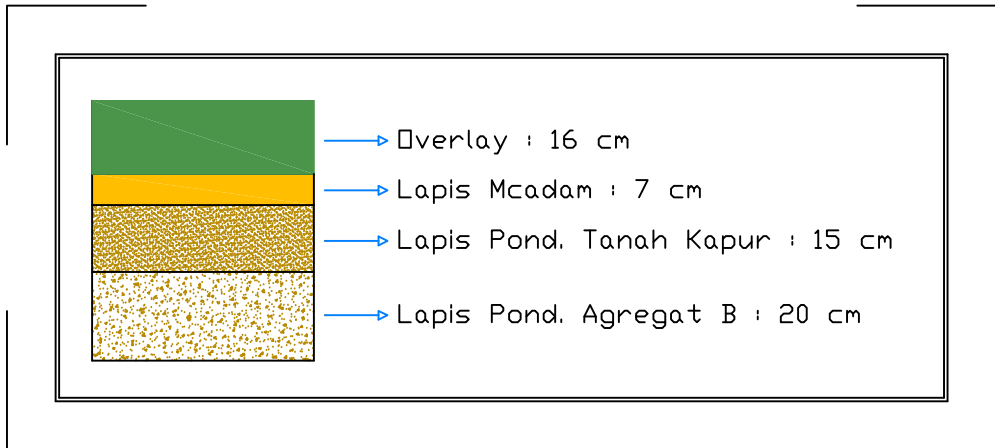 Overlay : 16 cm
Lapis Mcadam : 7 cm
Lapis Pond. Tanah Kapur : 15 cm
Lapis Pond. Agregat B : 20 cm